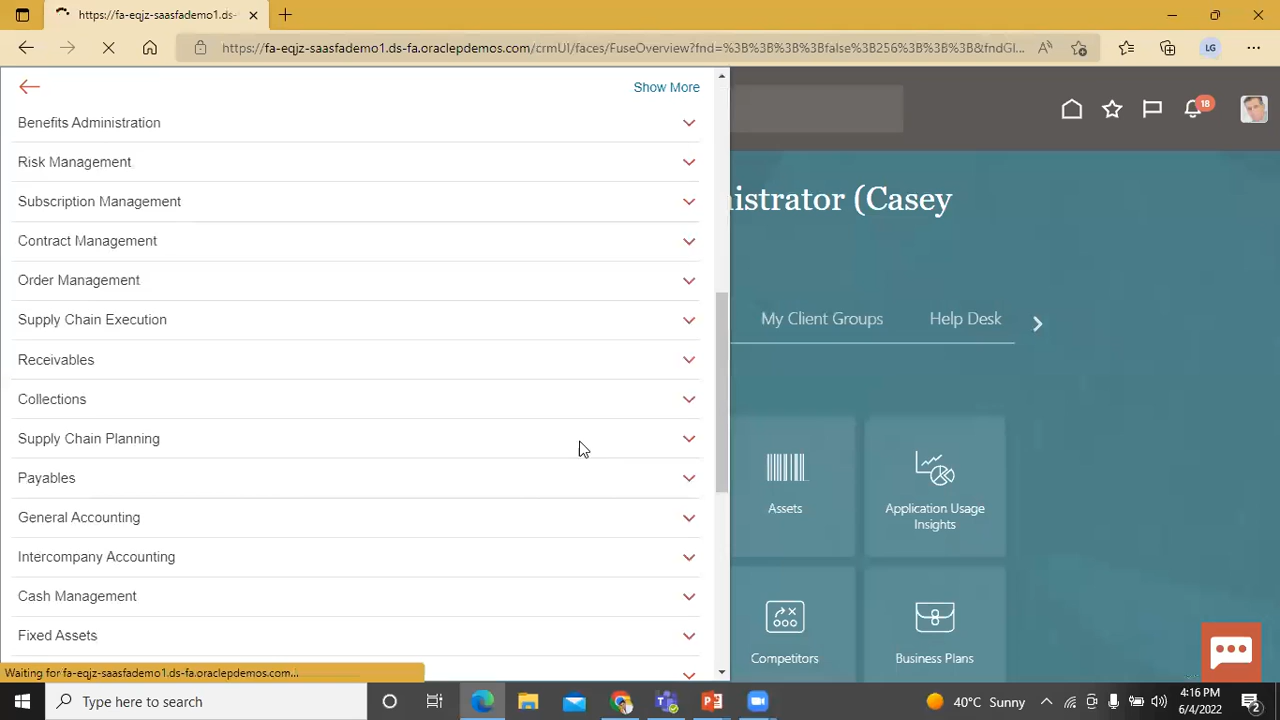 https://fa-eqjz-saasfademo1.ds-
https://fa-eqjz-saasfademo1.ds-fa.oraclepdemos.com/crmUI/faces/FuseOverview?fnd=%3B%3B%3B%3Bfalse%3B256%3B%3B%3B&fndGl...
LG
Show More
Benefits Administration
Risk Management
Subscription Management
Contract Management
Order Management
Supply Chain Execution
Receivables
Collections
Supply Chain Planning
Payables
General Accounting
Intercompany Accounting
Cash Management
Fixed Assets
18
nistrator (Casey
My Client Groups
Help Desk
Assets
Application Usage
Insights
Competitors
Business Plans
Waiting for fa-eqjz-saasfademo1.ds-fa.oraclepdemos.com...
Type here to search
40°C Sunny
4:16 PM
6/4/2022
2